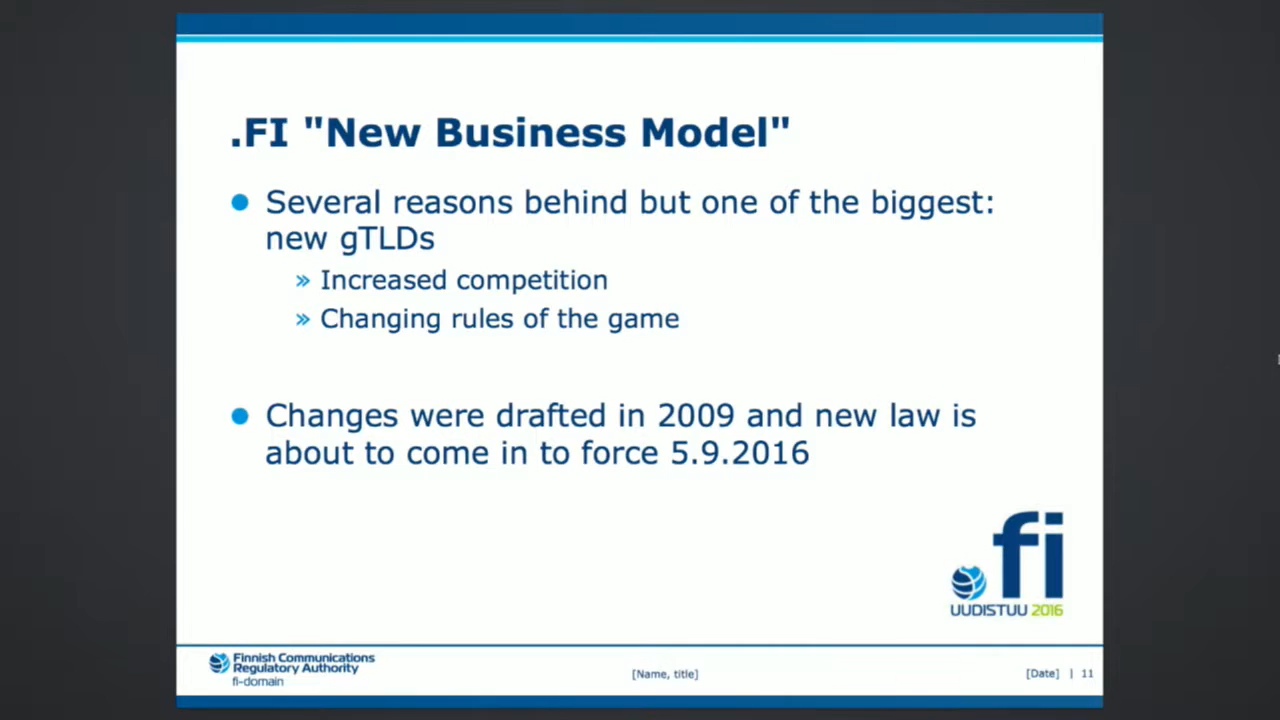 .FI "New Business Model"
Several reasons behind but one of the biggest:
new gTLDs
» Increased competition
» Changing rules of the game
Changes were drafted in 2009 and new law is
about to come in to force 5.9.2016
fi
UUDISTUU 2016
Finnish Communications
Regulatory Authority
fi-domain
[Name, title]
[Date] | 11